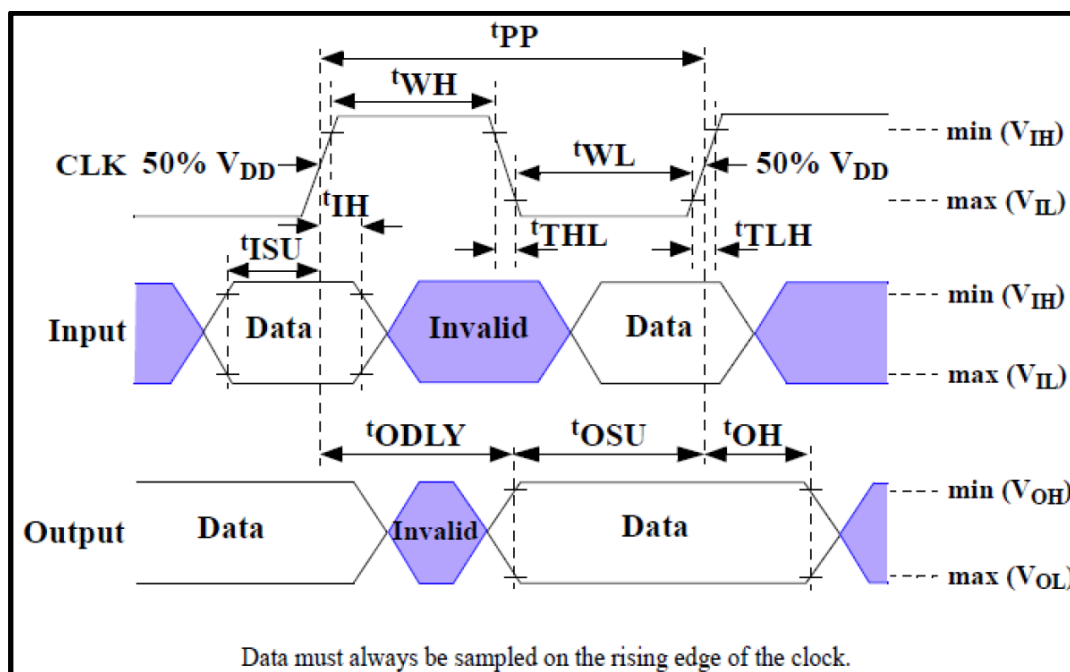 tPP
tWH
min (VIH)
CLK 50% VDD
tWL
50% VDD
tIH
max (VIL)
tTHL
tTLH
tISU
min (VIH)
Input
Data
Invalid
Data
max (VIL)
tODLY
tOSU
tOH
min (VOH)
Output
Data
Invalid
Data
max (VOL)
Data must always be sampled on the rising edge of the clock.